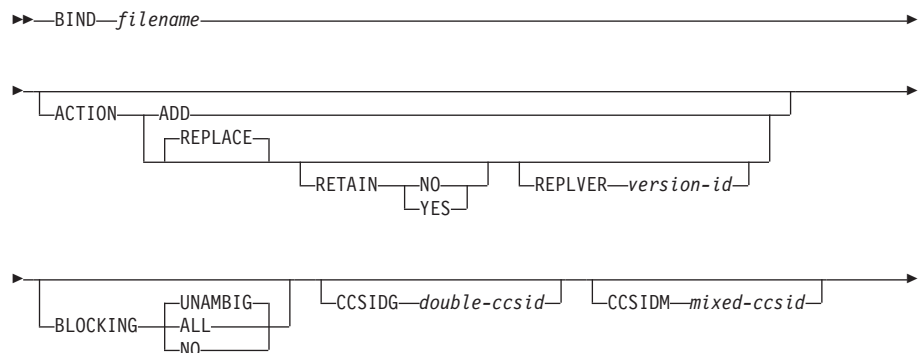 BIND filename
ACTION ADD
REPLACE
RETAIN NO REPLVER version-id
YES
UNAMBIG CCSIDG double-ccsid CCSIDM mixed-ccsid
BLOCKING ALL
NO